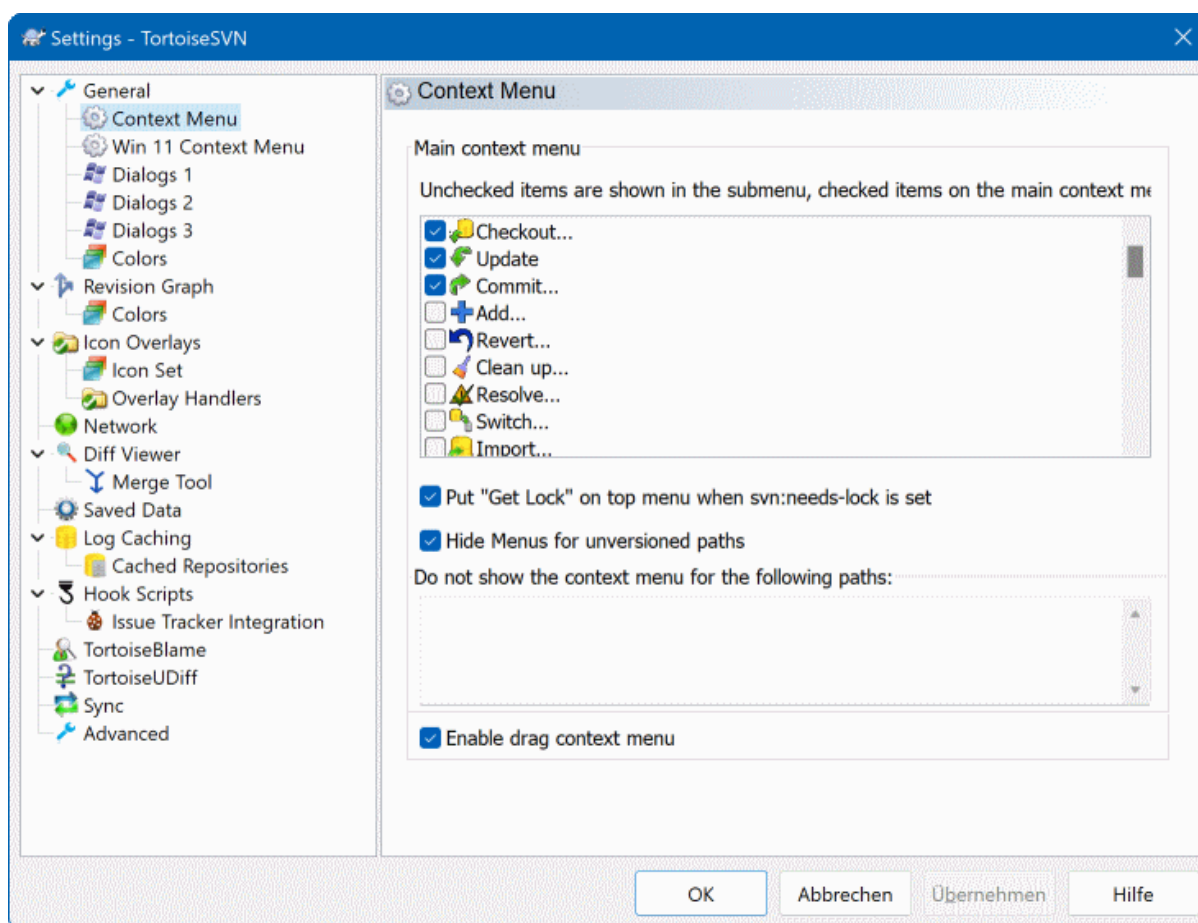 Settings - TortoiseSVN
General
Context Menu
Win 11 Context Menu
Dialogs 1
Dialogs 2
Dialogs 3
Colors
Revision Graph
Colors
Icon Overlays
Icon Set
Overlay Handlers
Network
Diff Viewer
Merge Tool
Saved Data
Log Caching
Cached Repositories
Hook Scripts
Issue Tracker Integration
TortoiseBlame
TortoiseUDiff
Sync
Advanced
Context Menu
Main context menu
Unchecked items are shown in the submenu, checked items on the main context me
Checkout...
Update
Commit...
Add...
Revert...
Clean up...
Resolve...
Switch...
Import...
Put "Get Lock" on top menu when svn:needs-lock is set
Hide Menus for unversioned paths
Do not show the context menu for the following paths:
Enable drag context menu
OK Abbrechen Übernehmen Hilfe